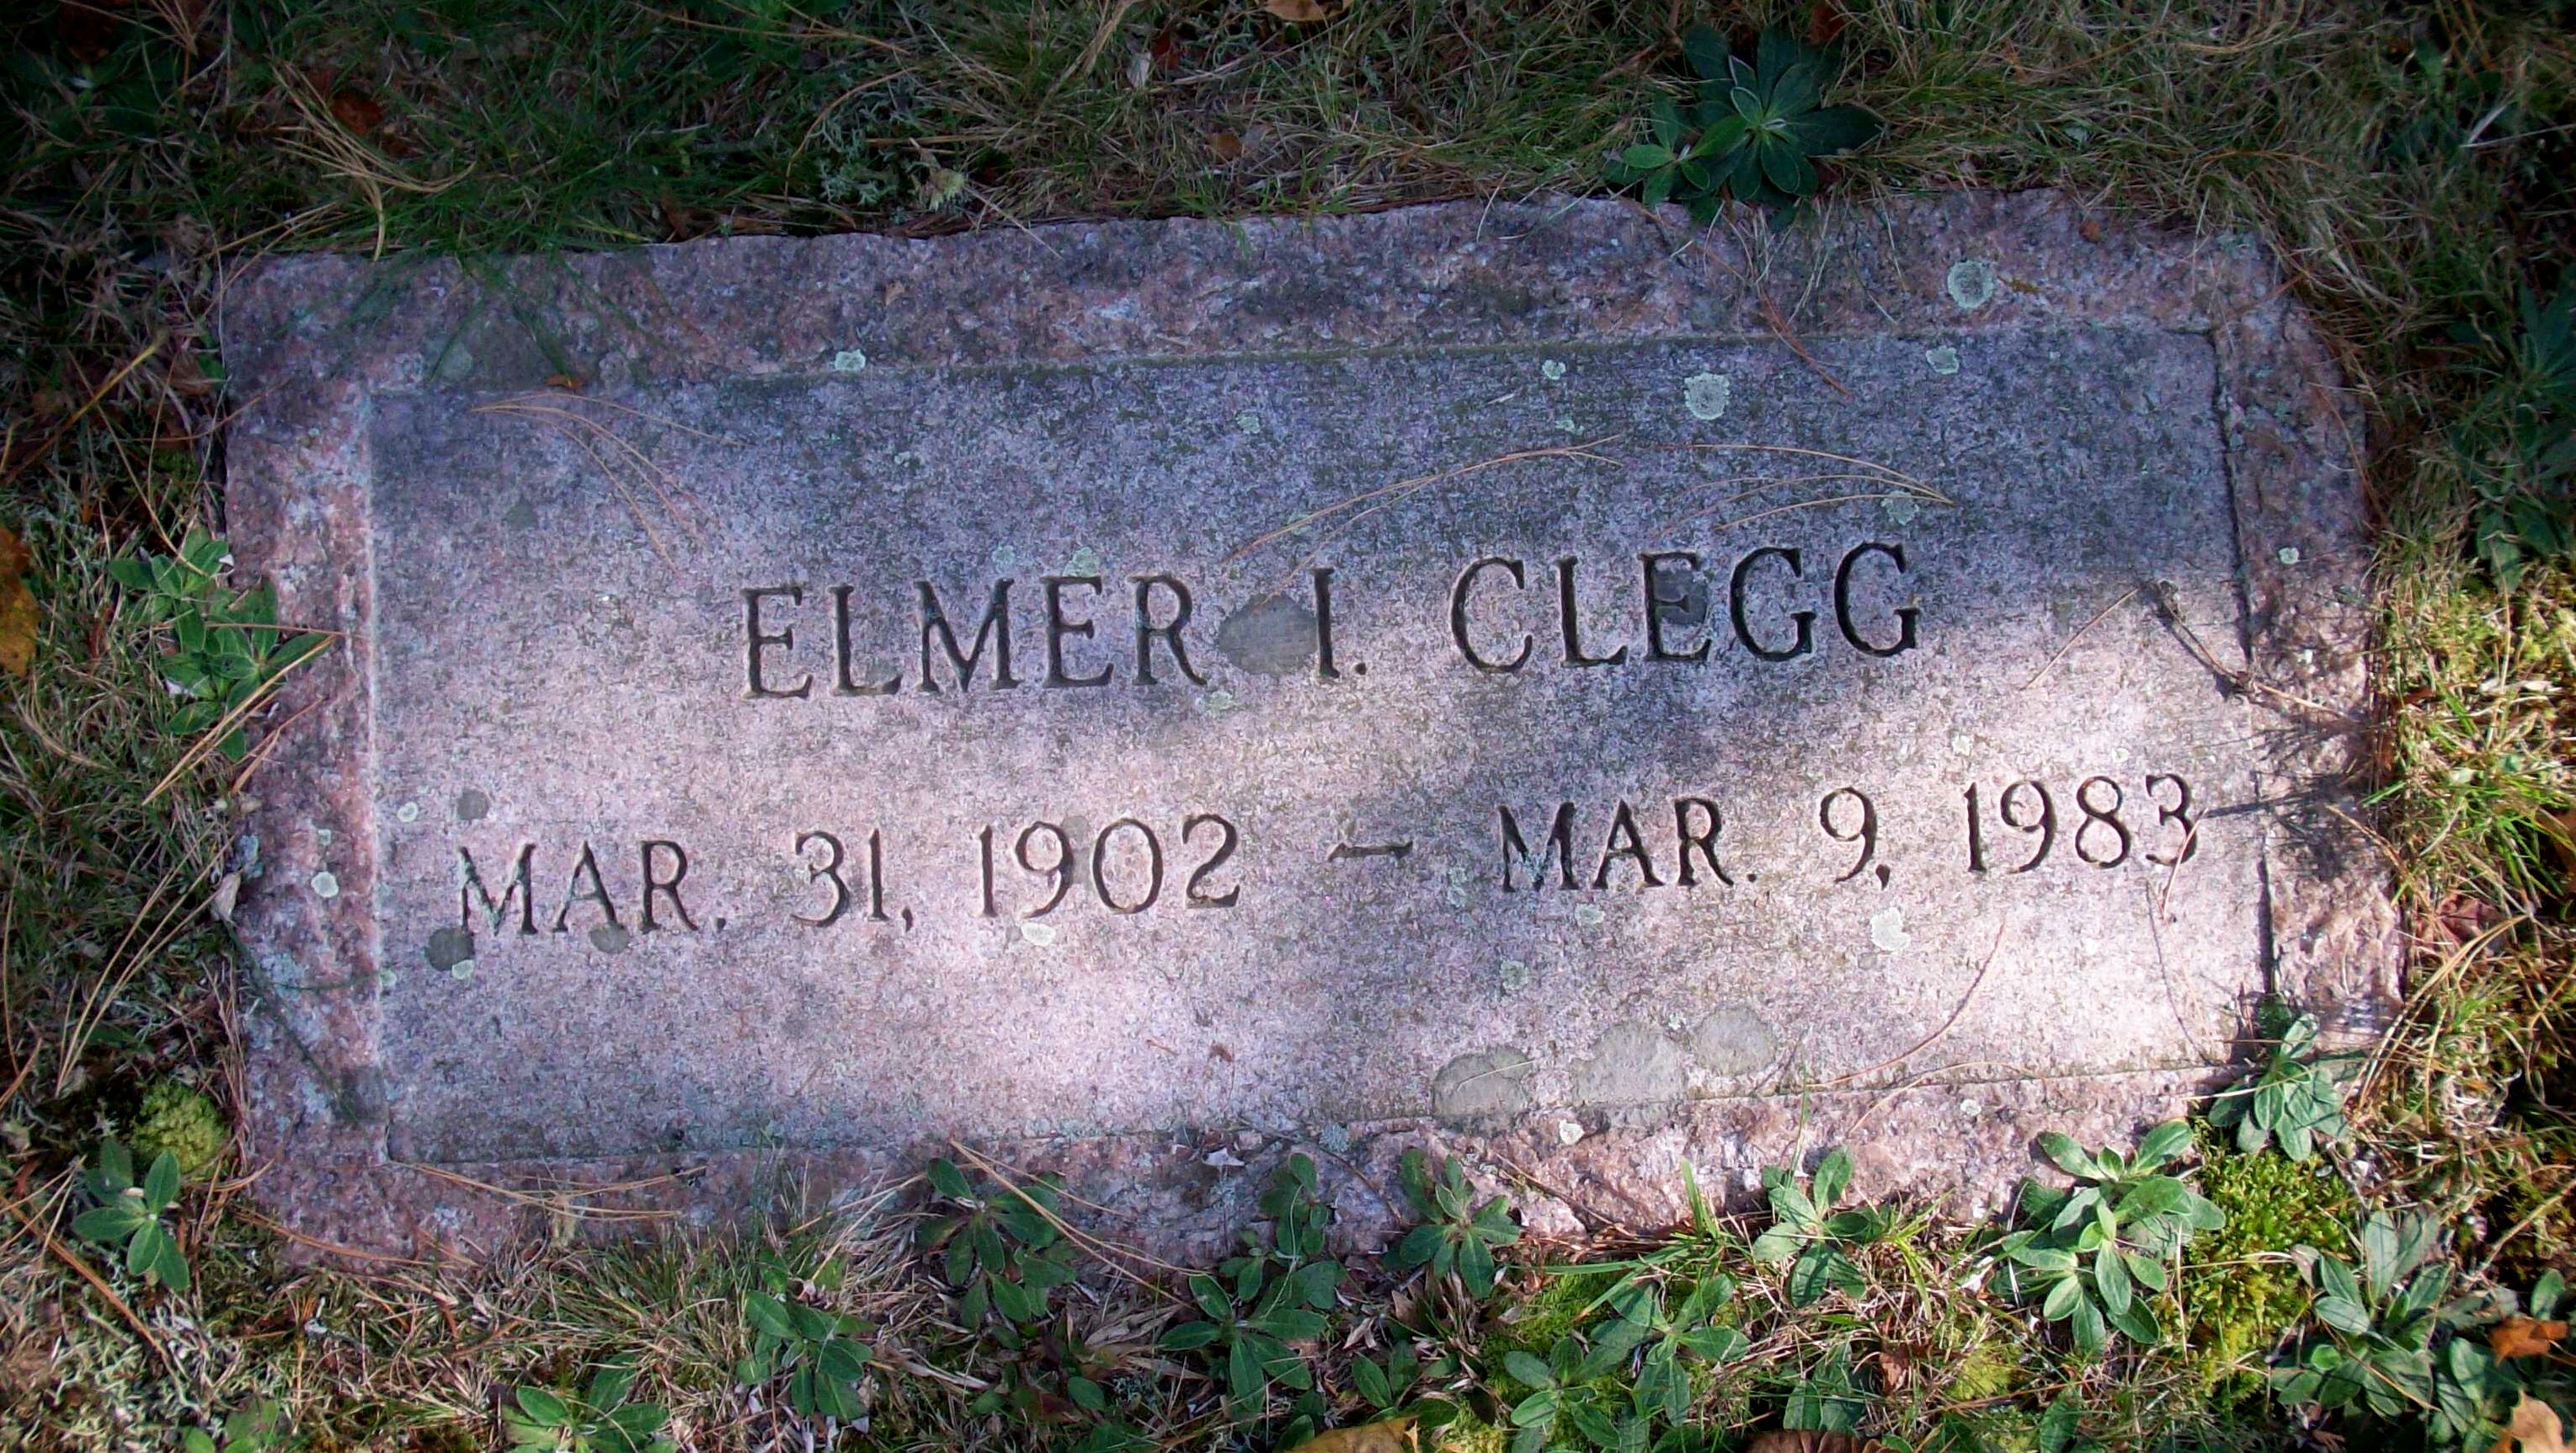 ELMER I. CLEGG
MAR. 31, 1902 – MAR. 9, 1983